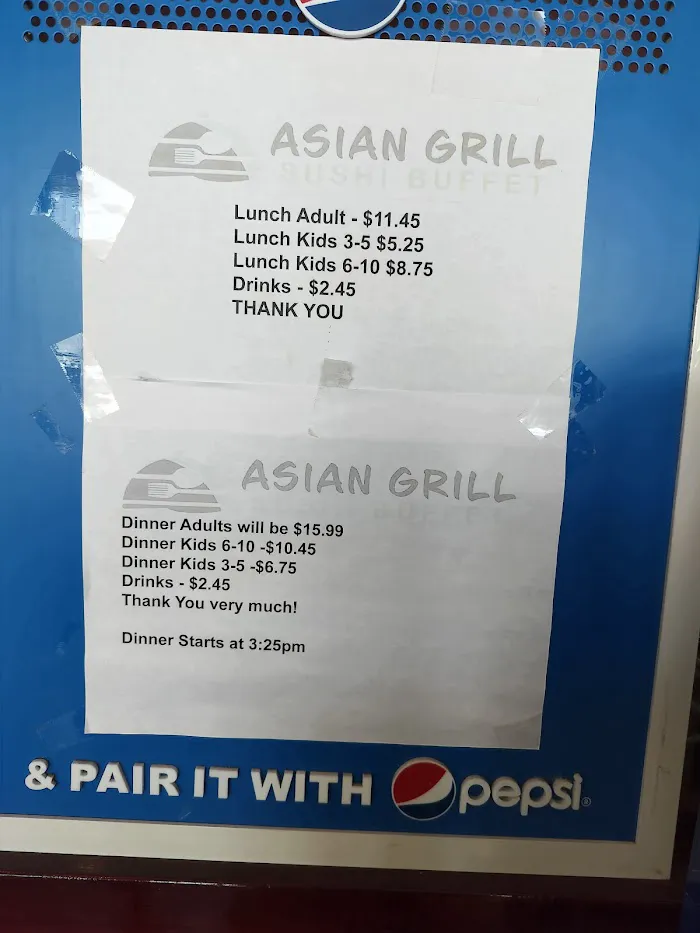 ASIAN GRILL
SUSHI BUFFET
Lunch Adult - $11.45
Lunch Kids 3-5 $5.25
Lunch Kids 6-10 $8.75
Drinks - $2.45
THANK YOU
ASIAN GRILL
Dinner Adults will be $15.99
Dinner Kids 6-10 -$10.45
Dinner Kids 3-5 -$6.75
Drinks - $2.45
Thank You very much!
Dinner Starts at 3:25pm
& PAIR IT WITH pepsi®